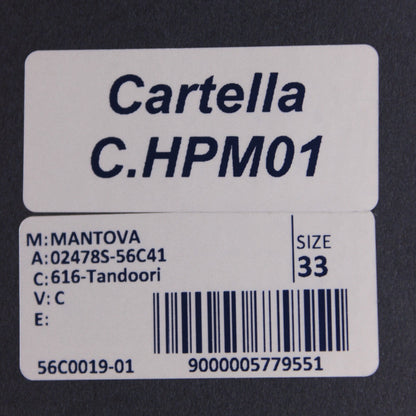 Cartella
C.HPM01
M: MANTOVA
A: 02478S-56C41
C: 616-Tandoori
V: C
E:
SIZE
33
56C0019-01
9000005779551